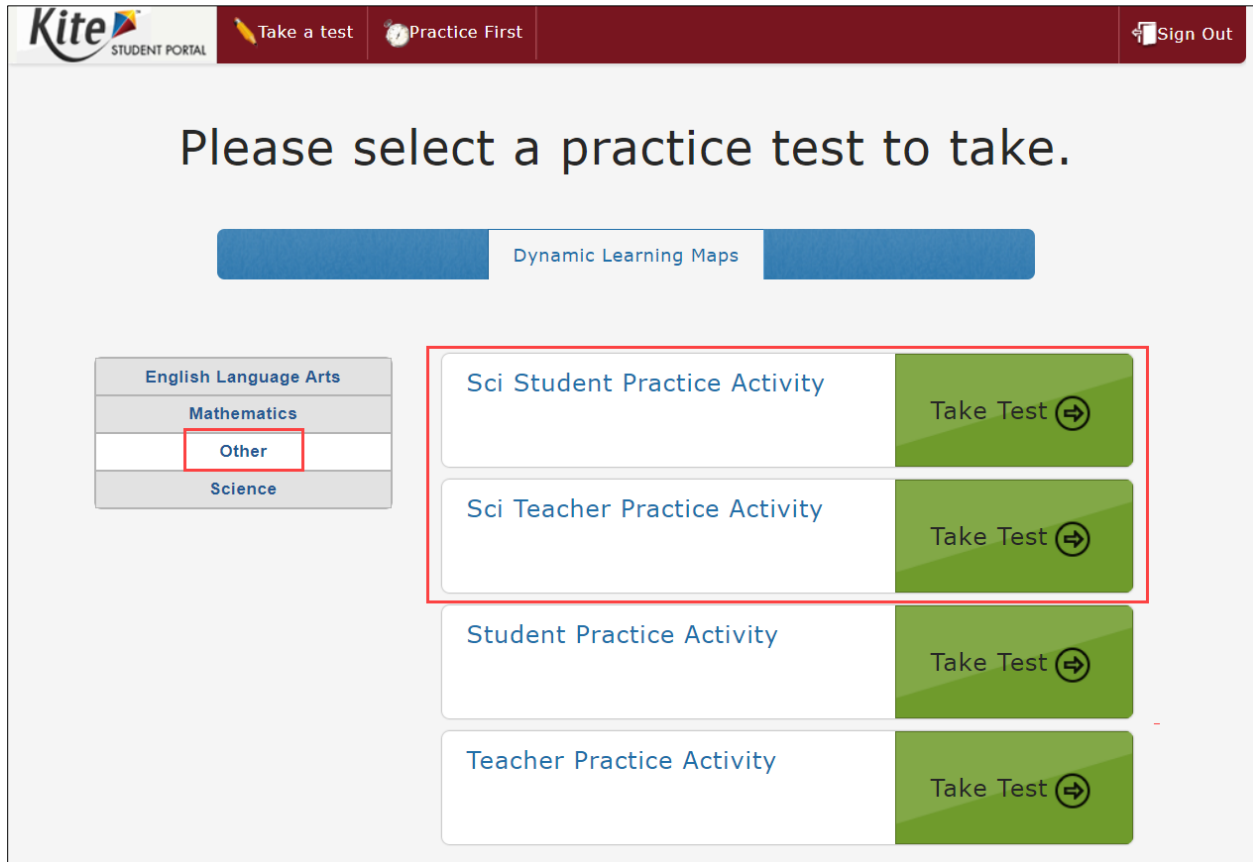 Kite STUDENT PORTAL Take a test Practice First Sign Out
Please select a practice test to take.
Dynamic Learning Maps
English Language Arts
Mathematics
Other
Science
Sci Student Practice Activity
Take Test
Sci Teacher Practice Activity
Take Test
Student Practice Activity
Take Test
Teacher Practice Activity
Take Test